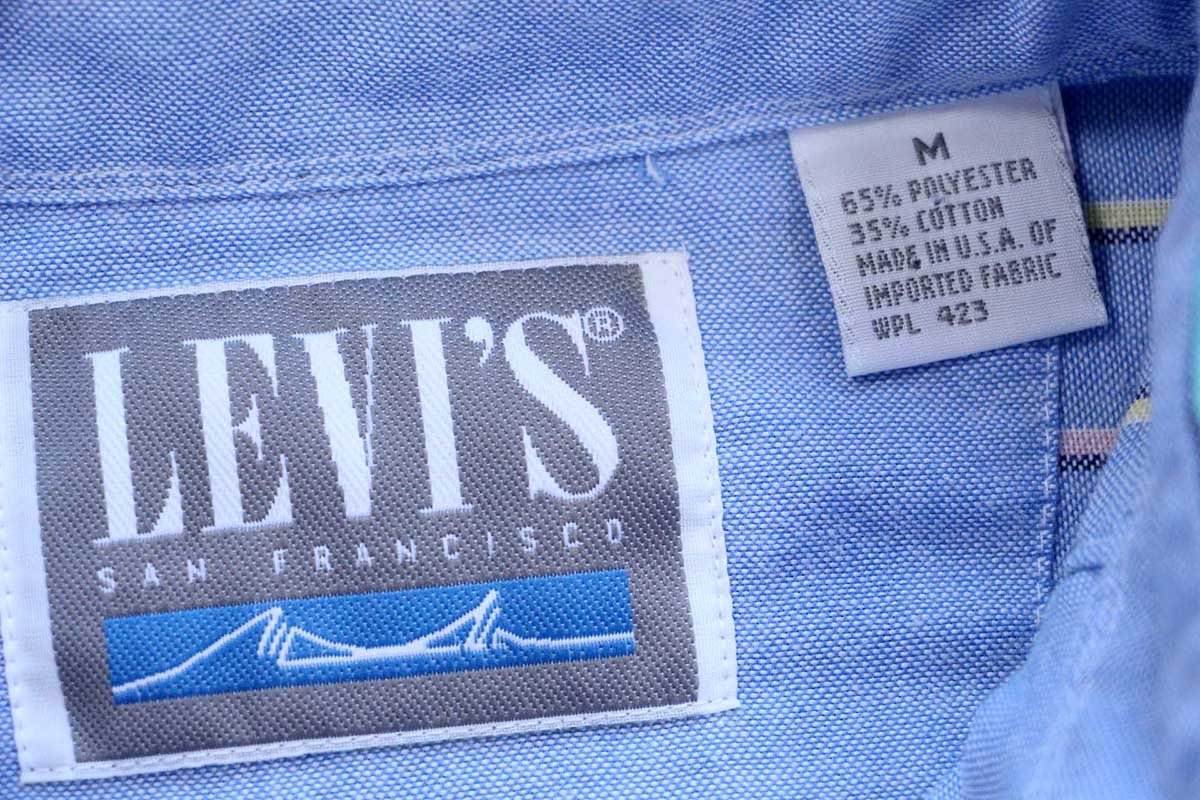 LEVI'S®
SAN FRANCISCO
M
65% POLYESTER
35% COTTON
MADE IN U.S.A. OF
IMPORTED FABRIC
WPL 423